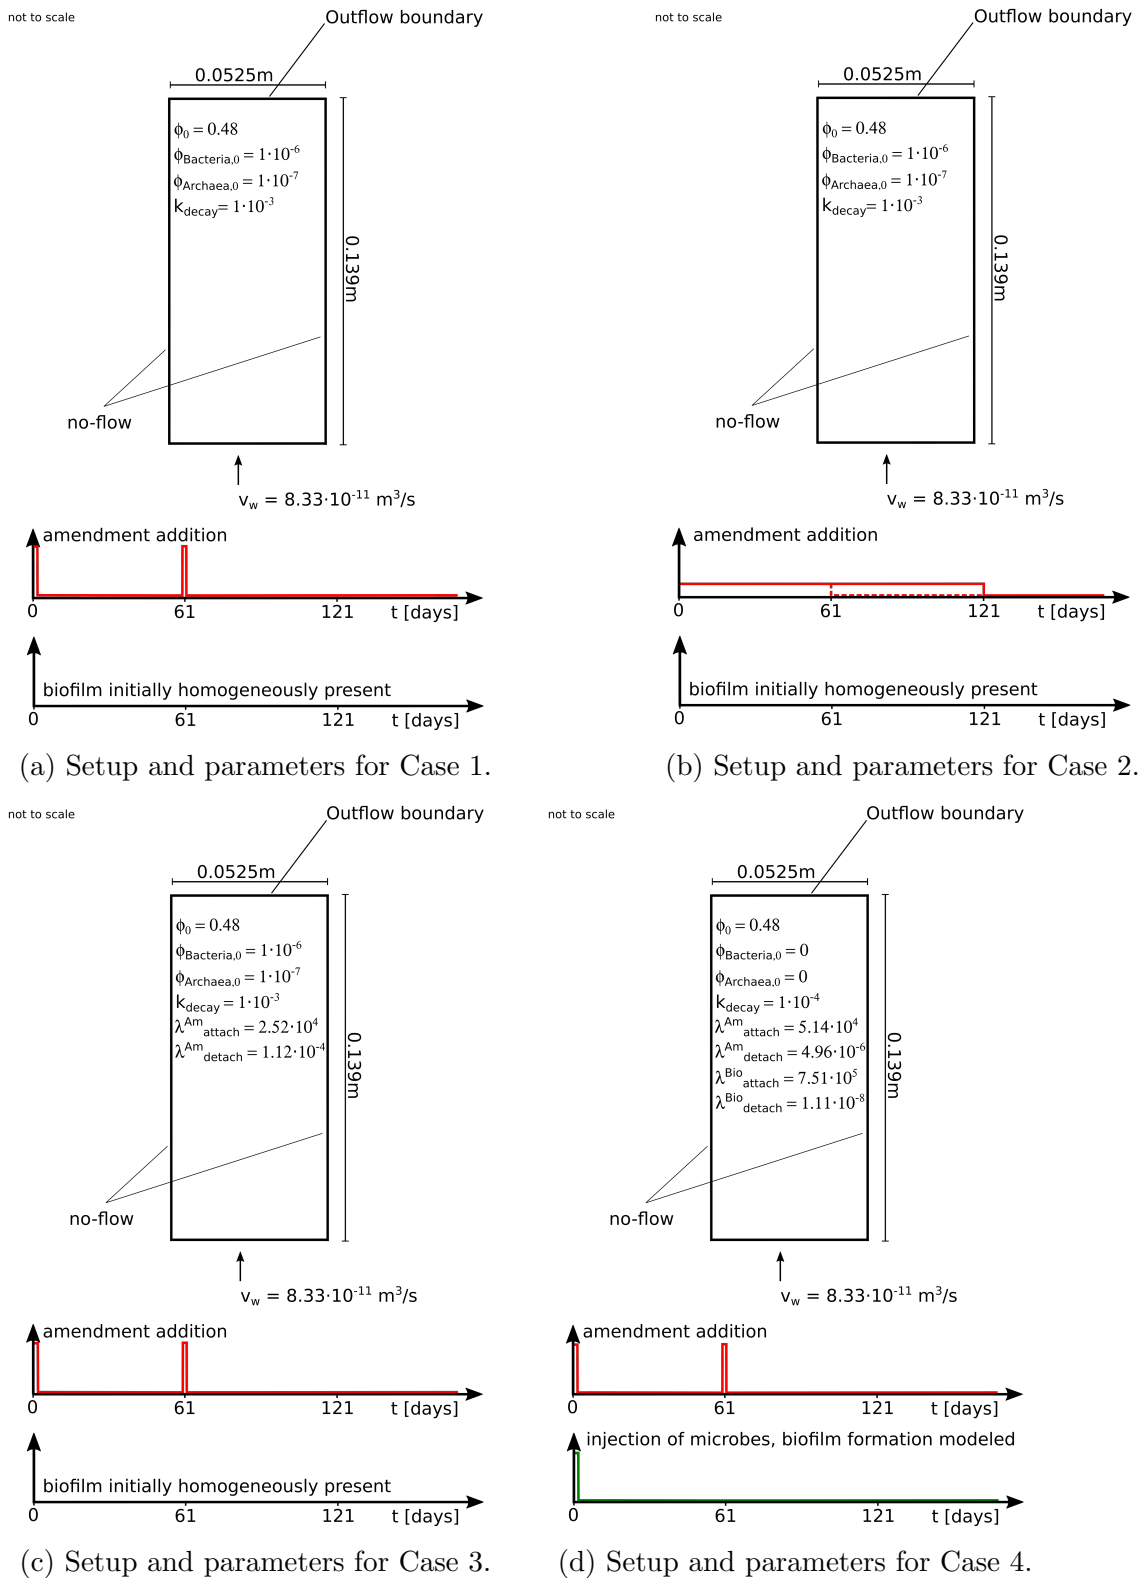 not to scale
Outflow boundary
0.0525m
ϕ₀ = 0.48
ϕBacteria,0 = 1·10⁻⁶
ϕArchaea,0 = 1·10⁻⁷
kdecay= 1·10⁻³
0.139m
no-flow
vw = 8.33·10⁻¹¹ m³/s
amendment addition
0 61 121 t [days]
biofilm initially homogeneously present
0 61 121 t [days]
(a) Setup and parameters for Case 1.
not to scale
Outflow boundary
0.0525m
ϕ₀ = 0.48
ϕBacteria,0 = 1·10⁻⁶
ϕArchaea,0 = 1·10⁻⁷
kdecay= 1·10⁻³
0.139m
no-flow
vw = 8.33·10⁻¹¹ m³/s
amendment addition
0 61 121 t [days]
biofilm initially homogeneously present
0 61 121 t [days]
(b) Setup and parameters for Case 2.
not to scale
Outflow boundary
0.0525m
ϕ₀ = 0.48
ϕBacteria,0 = 1·10⁻⁶
ϕArchaea,0 = 1·10⁻⁷
kdecay = 1·10⁻³
λAmattach = 2.52·10⁴
λAmdetach = 1.12·10⁻⁴
0.139m
no-flow
vw = 8.33·10⁻¹¹ m³/s
amendment addition
0 61 121 t [days]
biofilm initially homogeneously present
0 61 121 t [days]
(c) Setup and parameters for Case 3.
not to scale
Outflow boundary
0.0525m
ϕ₀ = 0.48
ϕBacteria,0 = 0
ϕArchaea,0 = 0
kdecay = 1·10⁻⁴
λAmattach = 5.14·10⁴
λAmdetach = 4.96·10⁻⁶
λBioattach = 7.51·10⁵
λBiodetach = 1.11·10⁻⁸
0.139m
no-flow
vw = 8.33·10⁻¹¹ m³/s
amendment addition
0 61 121 t [days]
injection of microbes, biofilm formation modeled
0 61 121 t [days]
(d) Setup and parameters for Case 4.